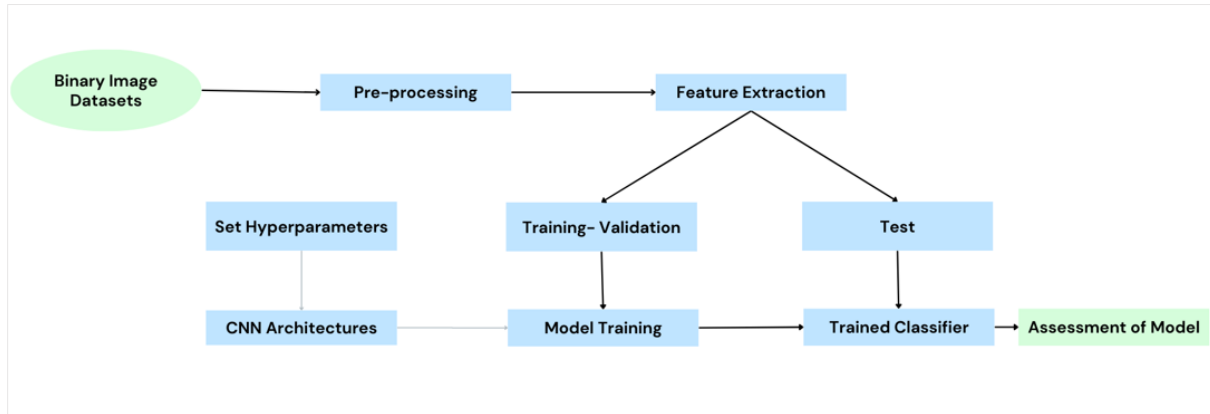 Binary Image
Datasets
Pre-processing
Feature Extraction
Set Hyperparameters
Training- Validation
Test
CNN Architectures
Model Training
Trained Classifier
Assessment of Model